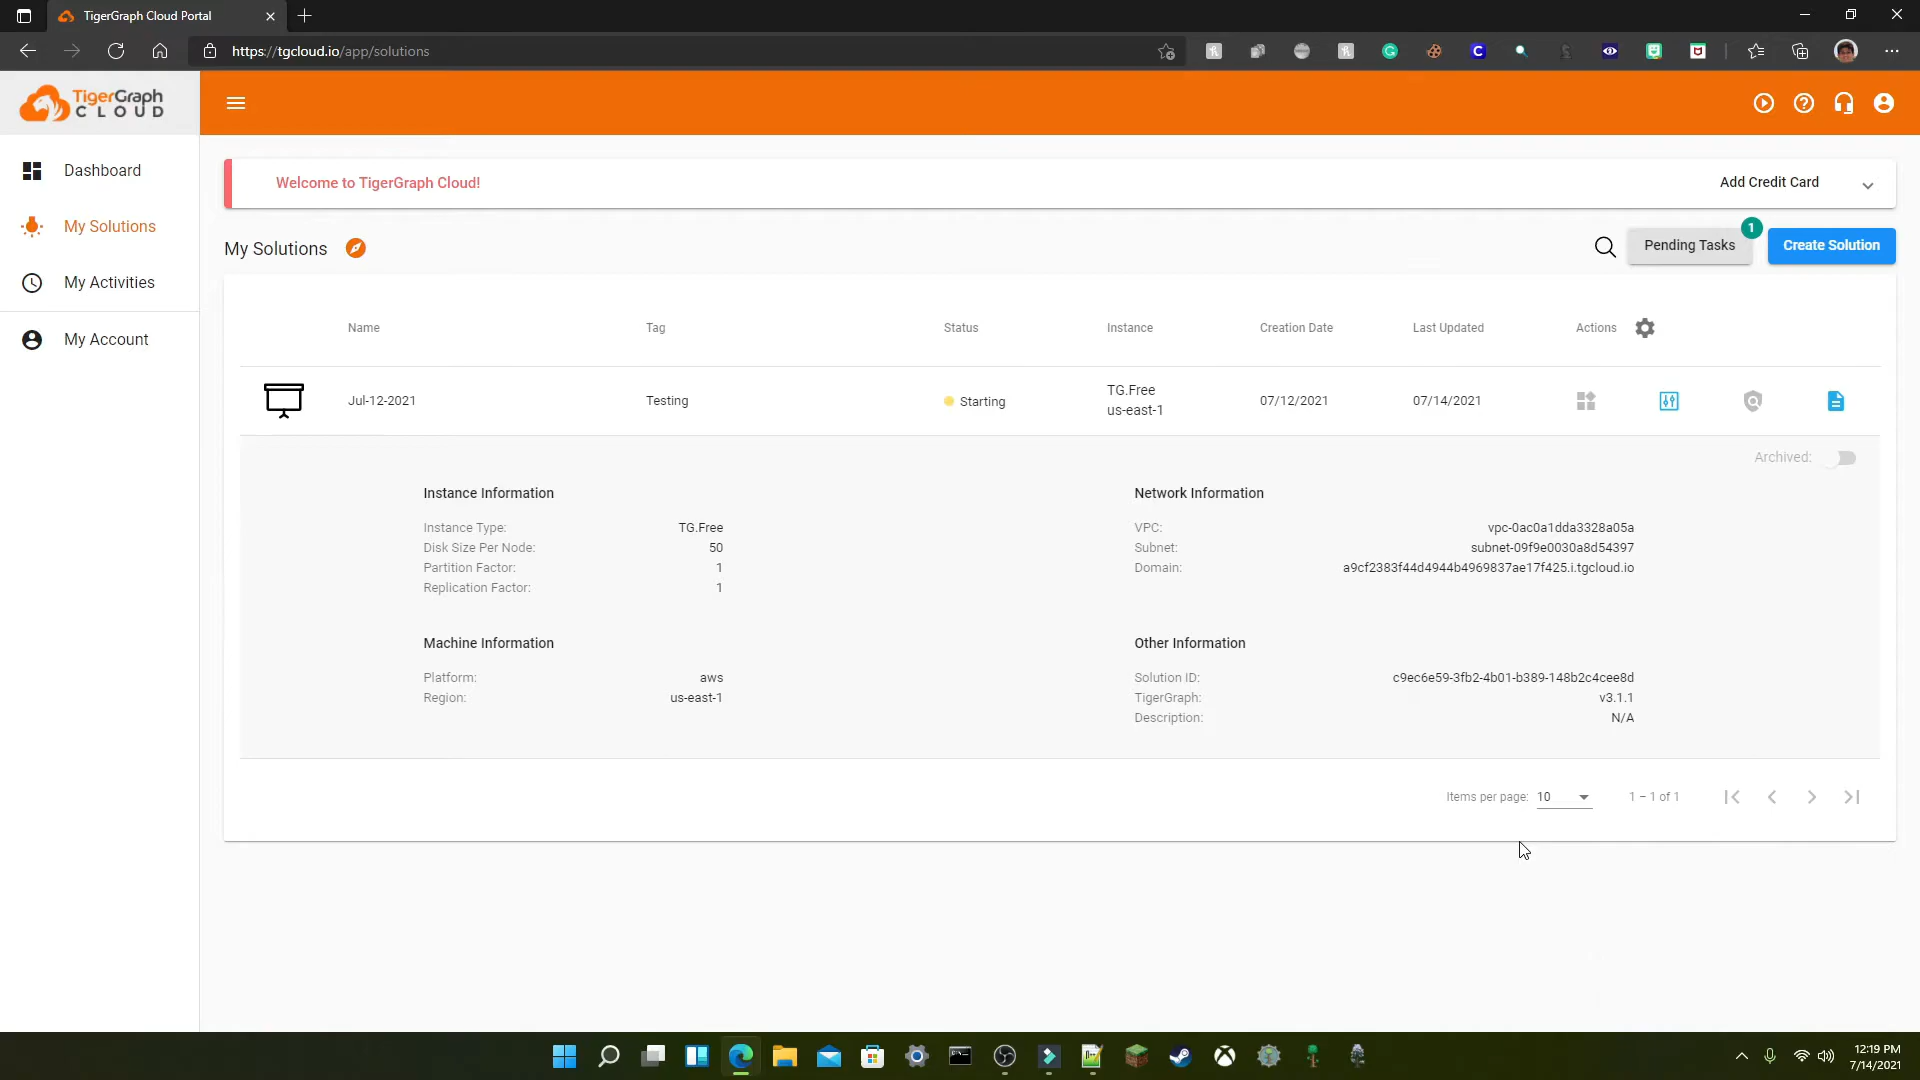 TigerGraph Cloud Portal
https://tgcloud.io/app/solutions
TigerGraph
CLOUD
Dashboard
My Solutions
My Activities
My Account
Welcome to TigerGraph Cloud!
Add Credit Card
My Solutions
Pending Tasks
1
Create Solution
Name
Tag
Status
Instance
Creation Date
Last Updated
Actions
Jul-12-2021
Testing
Starting
TG.Free
us-east-1
07/12/2021
07/14/2021
Archived:
Instance Information
Instance Type: TG.Free
Disk Size Per Node: 50
Partition Factor: 1
Replication Factor: 1
Network Information
VPC: vpc-0ac0a1dda3328a05a
Subnet: subnet-09f9e0030a8d54397
Domain: a9cf2383f44d4944b4969837ae17f425.i.tgcloud.io
Machine Information
Platform: aws
Region: us-east-1
Other Information
Solution ID: c9ec6e59-3fb2-4b01-b389-148b2c4cee8d
TigerGraph: v3.1.1
Description: N/A
Items per page: 10
1 – 1 of 1
12:19 PM
7/14/2021